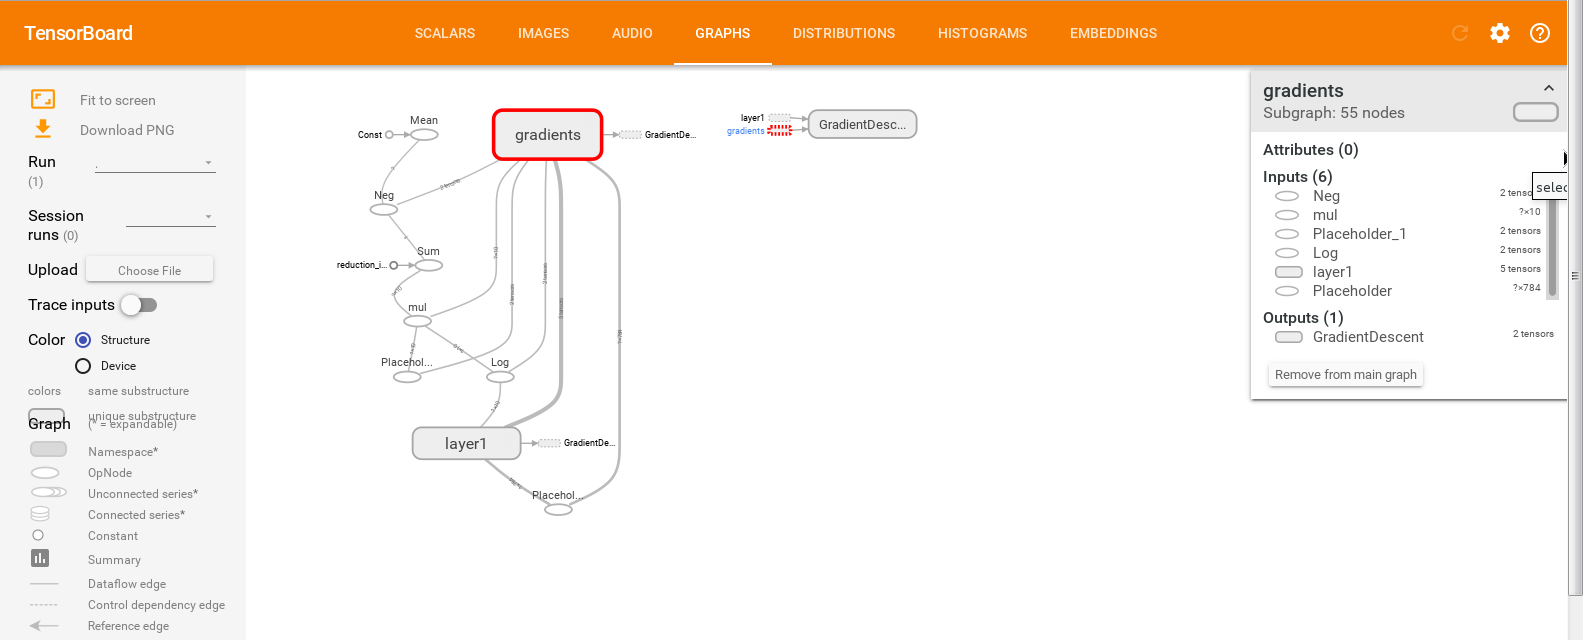 TensorBoard
SCALARS
IMAGES
AUDIO
GRAPHS
DISTRIBUTIONS
HISTOGRAMS
EMBEDDINGS
Fit to screen
Download PNG
Run
(1)
.
Session
runs (0)
Upload
Choose File
Trace inputs
Color
Structure
Device
colors
same substructure
unique substructure
Graph
(* = expandable)
Namespace*
OpNode
Unconnected series*
Connected series*
Constant
Summary
Dataflow edge
Control dependency edge
Reference edge
Mean
Const
gradients
GradientDe...
2 tensors
Neg
Sum
reduction_i...
mul
Placehol...
Log
layer1
GradientDe...
Placehol...
layer1
gradients
GradientDesc...
gradients
Subgraph: 55 nodes
Attributes (0)
Inputs (6)
Neg 2 tensor
selec
mul ?×10
Placeholder_1 2 tensors
Log 2 tensors
layer1 5 tensors
Placeholder ?×784
Outputs (1)
GradientDescent 2 tensors
Remove from main graph